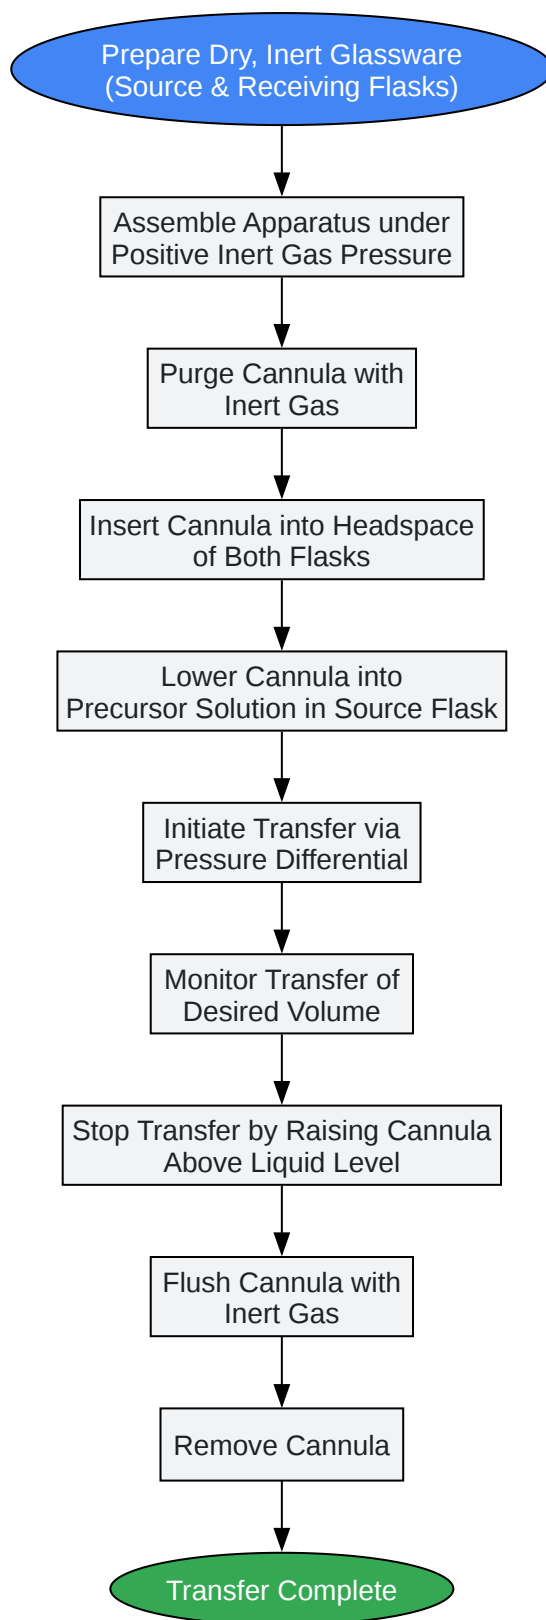 Prepare Dry, Inert Glassware
(Source & Receiving Flasks)
Assemble Apparatus under
Positive Inert Gas Pressure
Purge Cannula with
Inert Gas
Insert Cannula into Headspace
of Both Flasks
Lower Cannula into
Precursor Solution in Source Flask
Initiate Transfer via
Pressure Differential
Monitor Transfer of
Desired Volume
Stop Transfer by Raising Cannula
Above Liquid Level
Flush Cannula with
Inert Gas
Remove Cannula
Transfer Complete